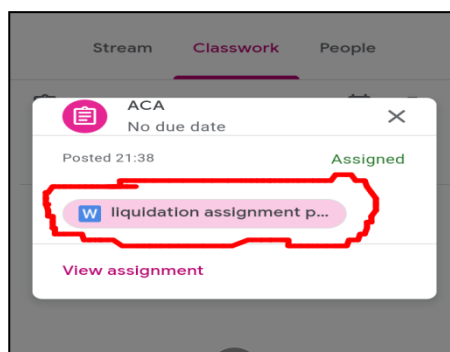 Stream Classwork People
ACA
No due date
Posted 21:38 Assigned
W liquidation assignment p...
View assignment